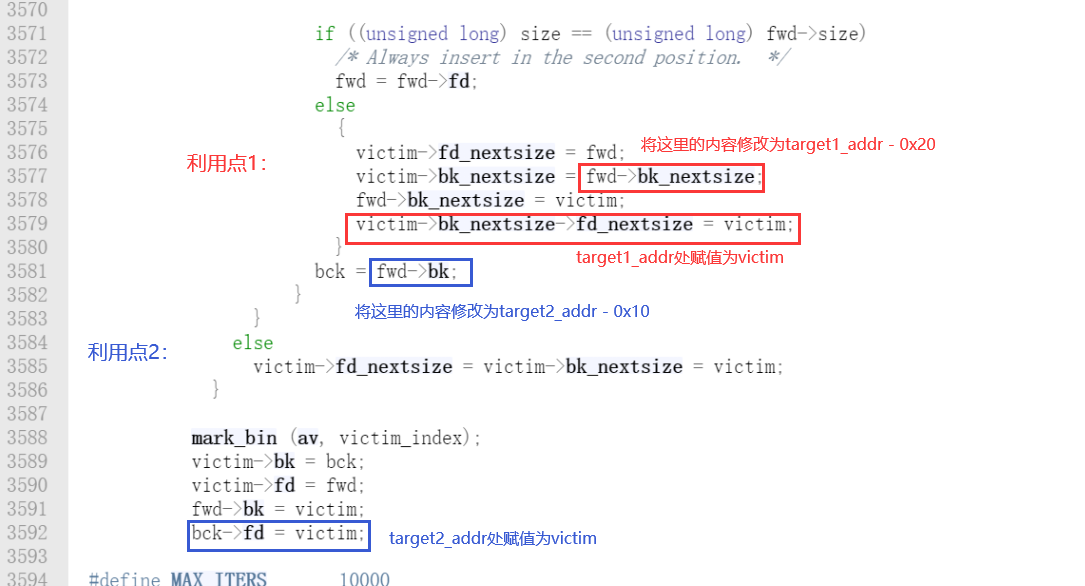 3570
3571 if ((unsigned long) size == (unsigned long) fwd->size)
3572 /* Always insert in the second position.  */
3573 fwd = fwd->fd;
3574 else
3575 {
3576 victim->fd_nextsize = fwd; 将这里的内容修改为target1_addr - 0x20
利用点1:
3577 victim->bk_nextsize = fwd->bk_nextsize;
3578 fwd->bk_nextsize = victim;
3579 victim->bk_nextsize->fd_nextsize = victim;
3580 } target1_addr处赋值为victim
3581 bck = fwd->bk;
3582 }
将这里的内容修改为target2_addr - 0x10
3583 }
3584 else
利用点2:
3585 victim->fd_nextsize = victim->bk_nextsize = victim;
3586 }
3587
3588 mark_bin (av, victim_index);
3589 victim->bk = bck;
3590 victim->fd = fwd;
3591 fwd->bk = victim;
3592 bck->fd = victim; target2_addr处赋值为victim
3593
3594 #define MAX_ITERS 10000